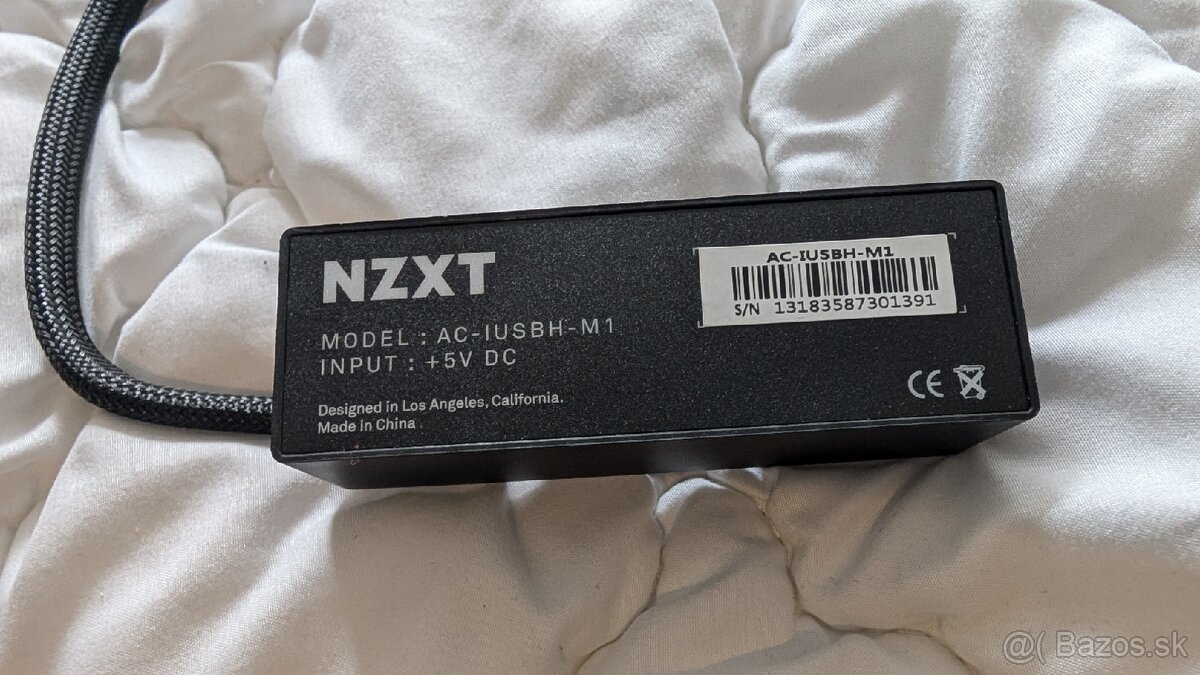 NZXT
MODEL : AC-IUSBH-M1
INPUT : +5V DC
Designed in Los Angeles, California.
Made in China .
AC-IUSBH-M1
S/N 13183587301391
CE
@( Bazos.sk